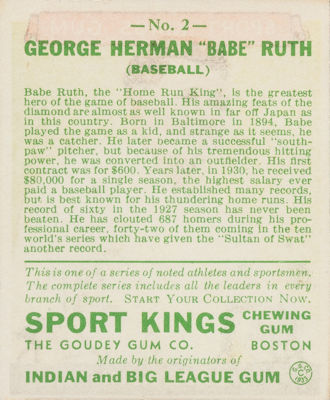 — No. 2 —
GEORGE HERMAN "BABE" RUTH
(BASEBALL)
Babe Ruth, the "Home Run King", is the greatest
hero of the game of baseball. His amazing feats of the
diamond are almost as well known in far off Japan as
in this country. Born in Baltimore in 1894, Babe
played the game as a kid, and strange as it seems, he
was a catcher. He later became a successful "south-
paw" pitcher, but because of his tremendous hitting
power, he was converted into an outfielder. His first
contract was for $600. Years later, in 1930, he received
$80,000 for a single season, the highest salary ever
paid a baseball player. He established many records,
but is best known for his thundering home runs. His
record of sixty in the 1927 season has never been
beaten. He has clouted 687 homers during his pro-
fessional career, forty-two of them coming in the ten
world's series which have given the "Sultan of Swat"
another record.
This is one of a series of noted athletes and sportsmen.
The complete series includes all the leaders in every
branch of sport. START YOUR COLLECTION NOW.
SPORT KINGS CHEWING GUM
THE GOUDEY GUM CO. BOSTON
Made by the originators of
INDIAN and BIG LEAGUE GUM